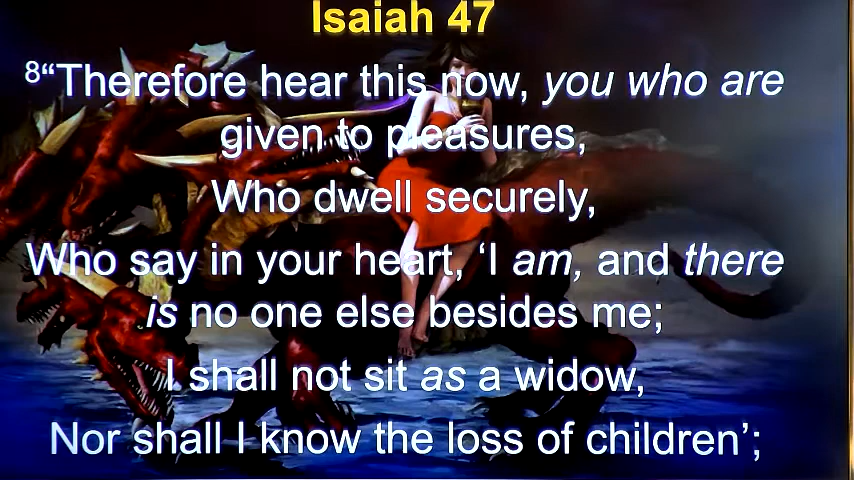 Isaiah 47
8“Therefore hear this now, you who are
given to pleasures,
Who dwell securely,
Who say in your heart, ‘I am, and there
is no one else besides me;
I shall not sit as a widow,
Nor shall I know the loss of children’;